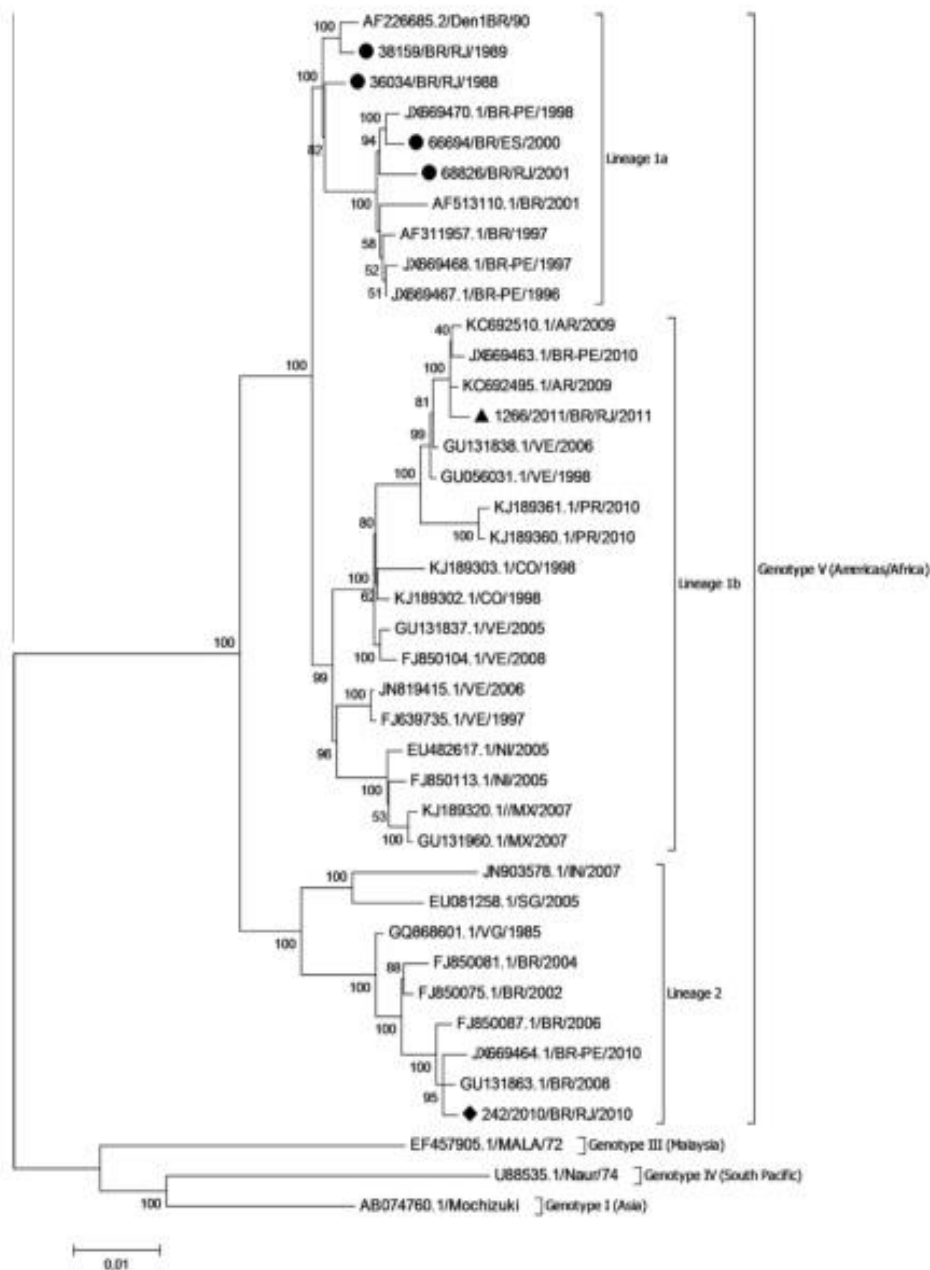 100
AF226685.2/Den1BR/90
38159/BR/RJ/1989
100
36034/BR/RJ/1988
100
JX669470.1/BR-PE/1998
94
66694/BR/ES/2000
82
Lineage 1a
68826/BR/RJ/2001
100
AF513110.1/BR/2001
58
AF311957.1/BR/1997
52
JX669468.1/BR-PE/1997
51
JX669467.1/BR-PE/1996
40
KC692510.1/AR/2009
100
JX669463.1/BR-PE/2010
100
KC692495.1/AR/2009
81
1266/2011/BR/RJ/2011
99
GU131838.1/VE/2006
100
GU056031.1/VE/1998
KJ189361.1/PR/2010
80
100
KJ189360.1/PR/2010
100
KJ189303.1/CO/1998
Genotype V (Americas/Africa)
Lineage 1b
62
KJ189302.1/CO/1998
GU131837.1/VE/2005
100
100
FJ850104.1/VE/2008
99
100
JN819415.1/VE/2006
FJ639735.1/VE/1997
96
EU482617.1/NI/2005
100
FJ850113.1/NI/2005
53
KJ189320.1//MX/2007
100
GU131960.1/MX/2007
100
JN903578.1/IN/2007
EU081258.1/SG/2005
100
GQ868601.1/VG/1985
88
FJ850081.1/BR/2004
100
FJ850075.1/BR/2002
Lineage 2
100
FJ850087.1/BR/2006
100
JX669464.1/BR-PE/2010
95
GU131863.1/BR/2008
242/2010/BR/RJ/2010
EF457905.1/MALA/72
Genotype III (Malaysia)
U88535.1/Naur/74
Genotype IV (South Pacific)
100
AB074760.1/Mochizuki
Genotype I (Asia)
0.01